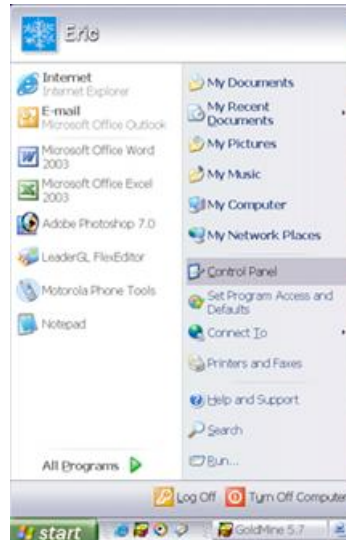 Eric
Internet
Internet Explorer
E-mail
Microsoft Office Outlook
Microsoft Office Word
2003
Microsoft Office Excel
2003
Adobe Photoshop 7.0
LeaderGL FlexEditor
Motorola Phone Tools
Notepad
All Programs
My Documents
My Recent
Documents
My Pictures
My Music
My Computer
My Network Places
Control Panel
Set Program Access and
Defaults
Connect To
Printers and Faxes
Help and Support
Search
Run...
Log Off
Turn Off Computer
start
GoldMine 5.7